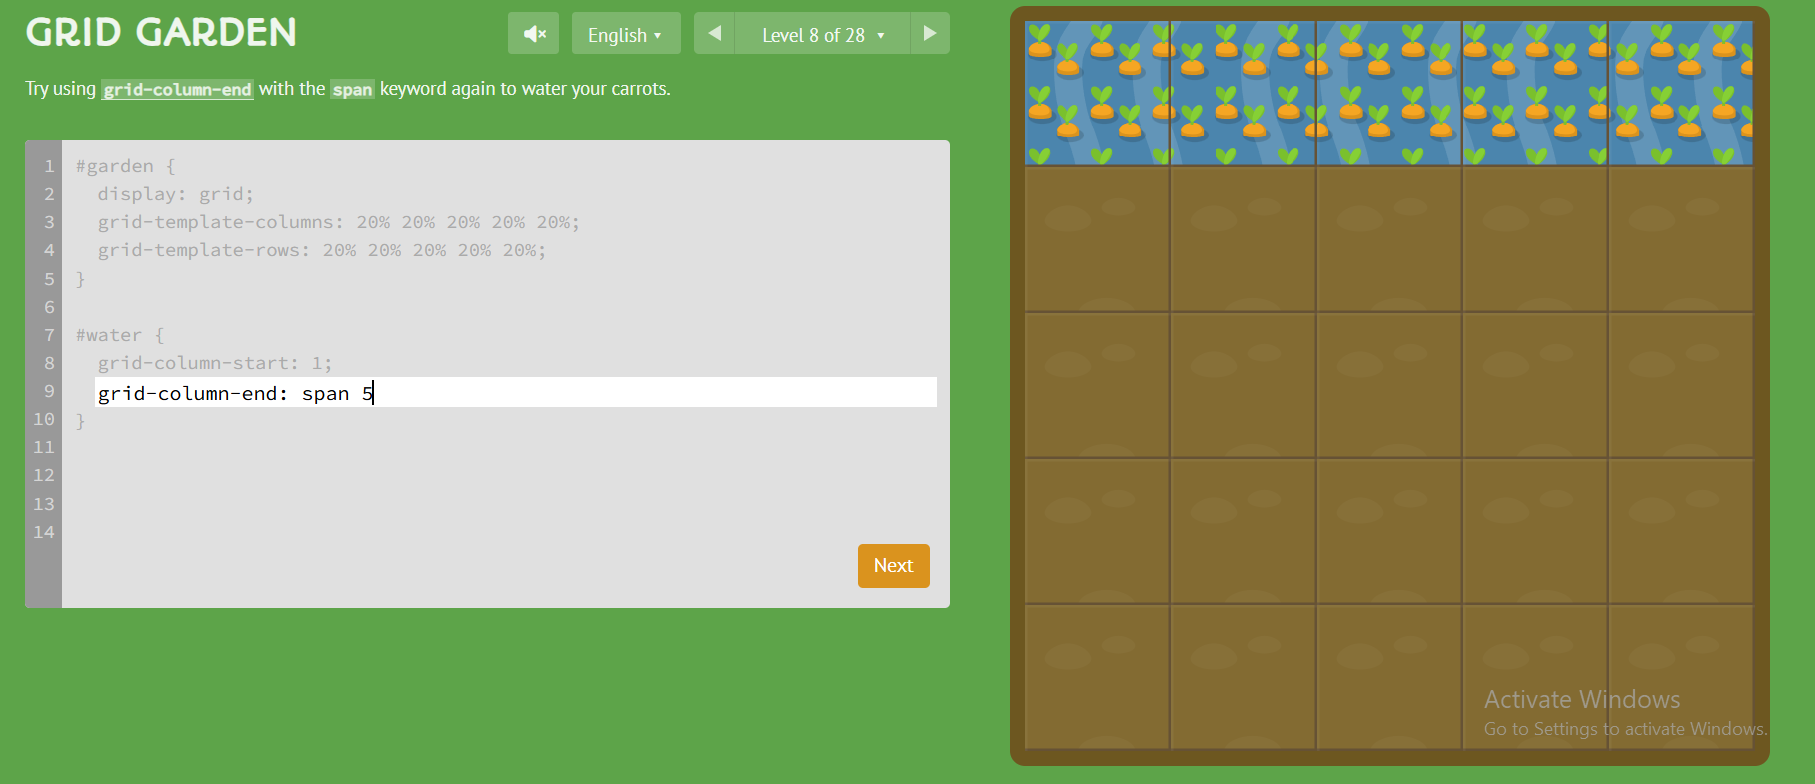 GRID GARDEN
English ▾
Level 8 of 28 ▾
Try using grid-column-end with the span keyword again to water your carrots.
1 #garden {
2 display: grid;
3 grid-template-columns: 20% 20% 20% 20% 20%;
4 grid-template-rows: 20% 20% 20% 20% 20%;
5 }
6
7 #water {
8 grid-column-start: 1;
9 grid-column-end: span 5
10 }
11
12
13
14
Next
Activate Windows
Go to Settings to activate Windows.